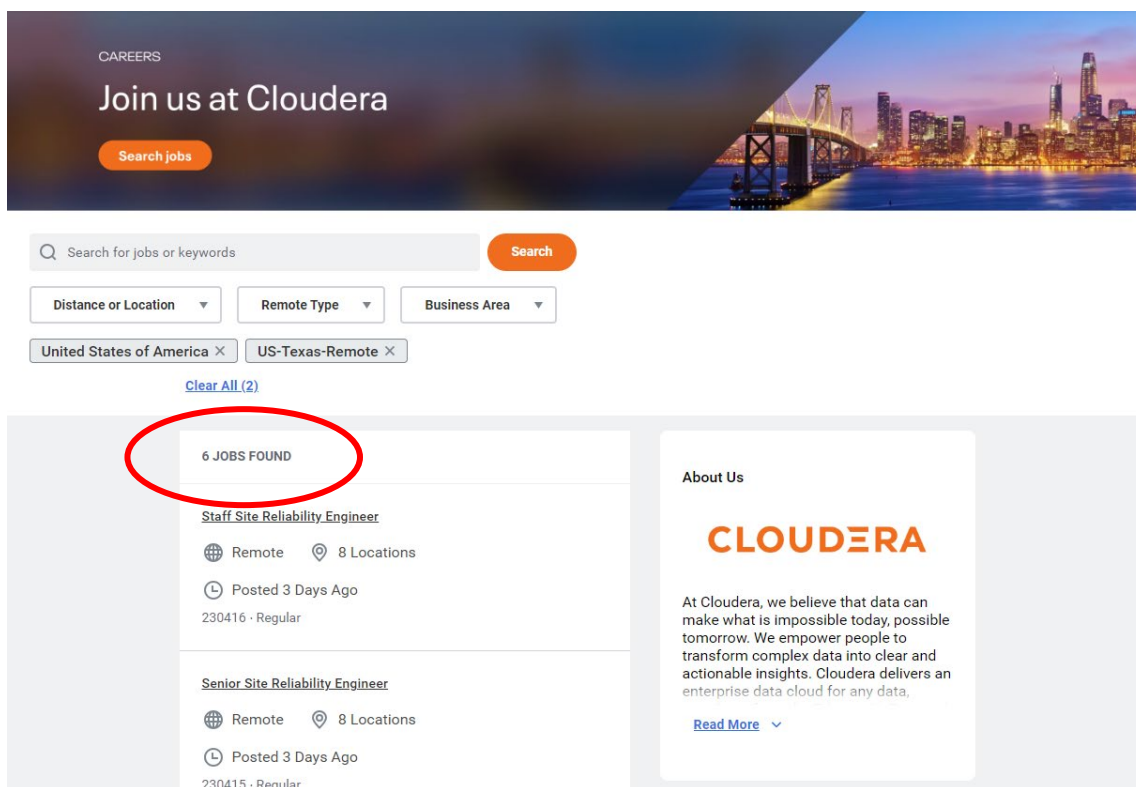 CAREERS
Join us at Cloudera
Search jobs
Search for jobs or keywords
Search
Distance or Location
Remote Type
Business Area
United States of America
US-Texas-Remote
Clear All (2)
6 JOBS FOUND
Staff Site Reliability Engineer
Remote 8 Locations
Posted 3 Days Ago
230416 · Regular
Senior Site Reliability Engineer
Remote 8 Locations
Posted 3 Days Ago
230415 · Regular
About Us
CLOUDERA
At Cloudera, we believe that data can
make what is impossible today, possible
tomorrow. We empower people to
transform complex data into clear and
actionable insights. Cloudera delivers an
enterprise data cloud for any data,
Read More